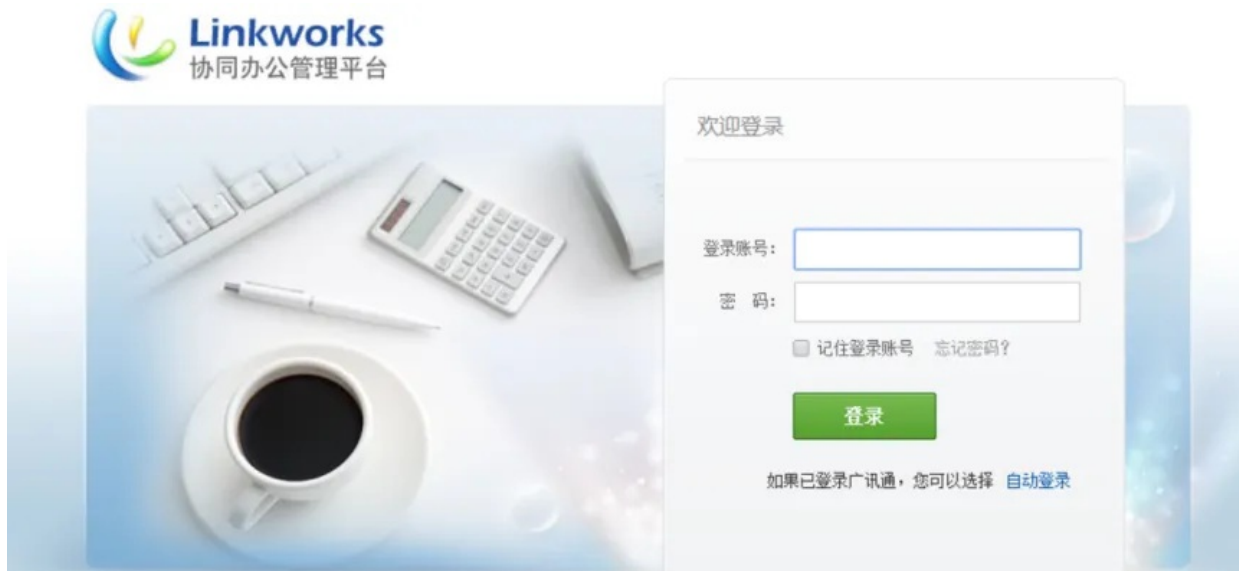 Linkworks
协同办公管理平台
欢迎登录
登录账号：
密 码：
记住登录账号 忘记密码？
登录
如果已登录广讯通，您可以选择 自动登录